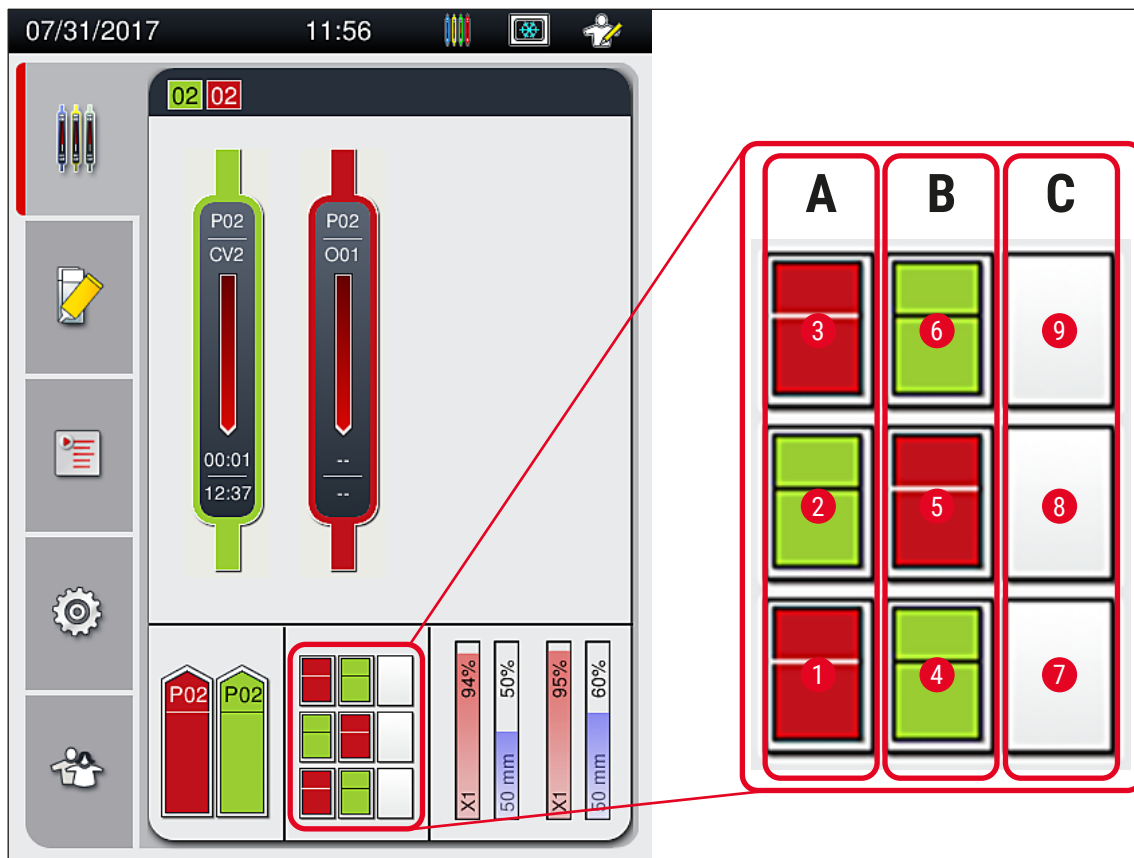 07/31/2017 11:56
02 02
P02 P02
CV2 O01
00:01 --
12:37 --
P02 P02
X1 94%
50 mm 50%
X1 95%
50 mm 60%
A B C
3 6 9
2 5 8
1 4 7